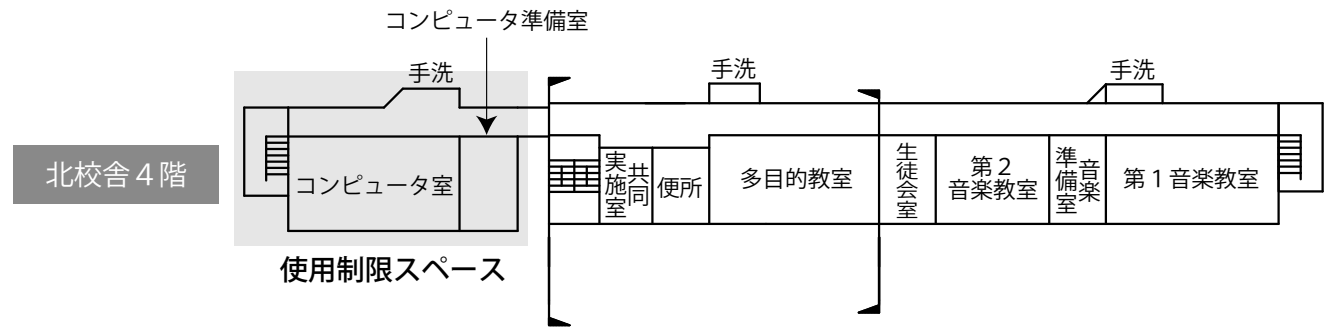 コンピュータ準備室
手洗
手洗
手洗
北校舎4階
コンピュータ室
共同
実施室
便所
多目的教室
生徒会室
第2
音楽教室
音楽
準備室
第1音楽教室
使用制限スペース